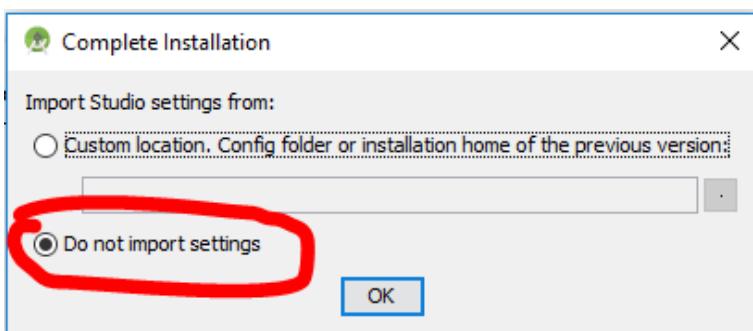 Complete Installation
Import Studio settings from:
Custom location. Config folder or installation home of the previous version:
.
Do not import settings
OK